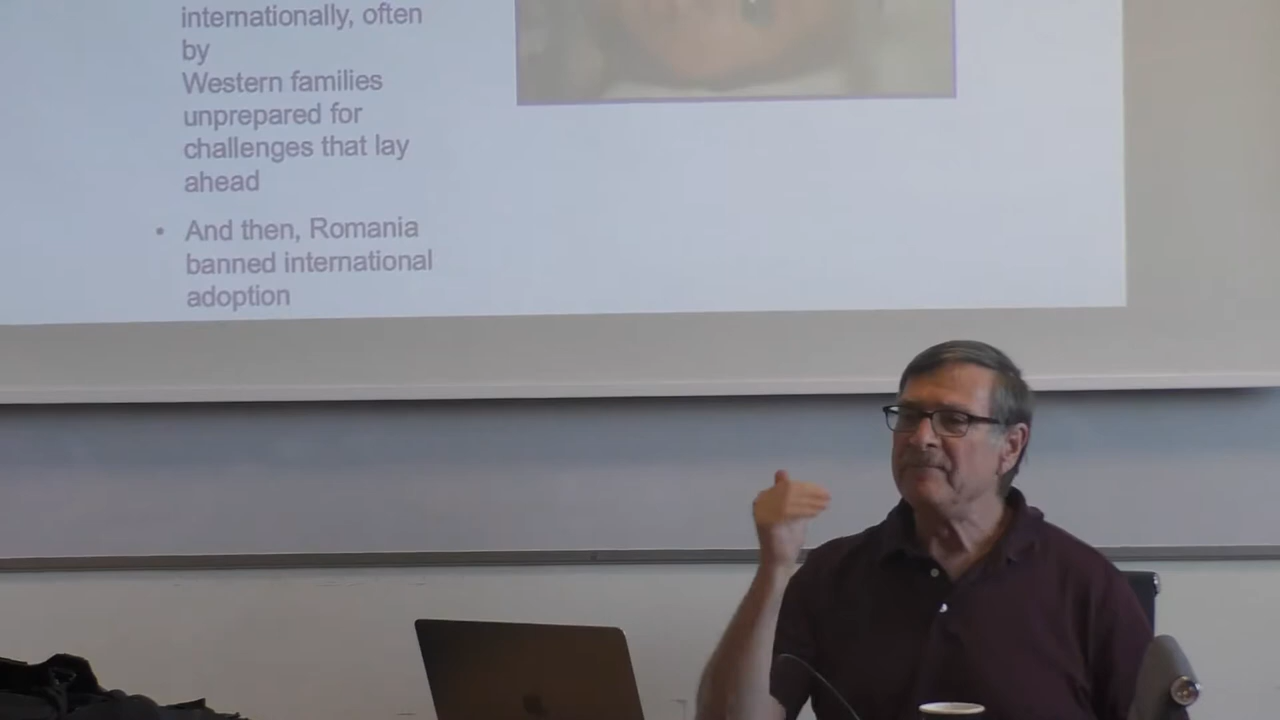 internationally, often
by
Western families
unprepared for
challenges that lay
ahead
• And then, Romania
banned international
adoption